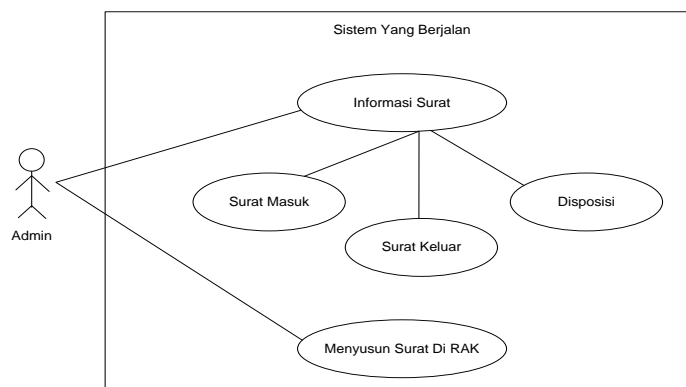 Sistem Yang Berjalan
Informasi Surat
Surat Masuk
Disposisi
Admin
Surat Keluar
Menyusun Surat Di RAK